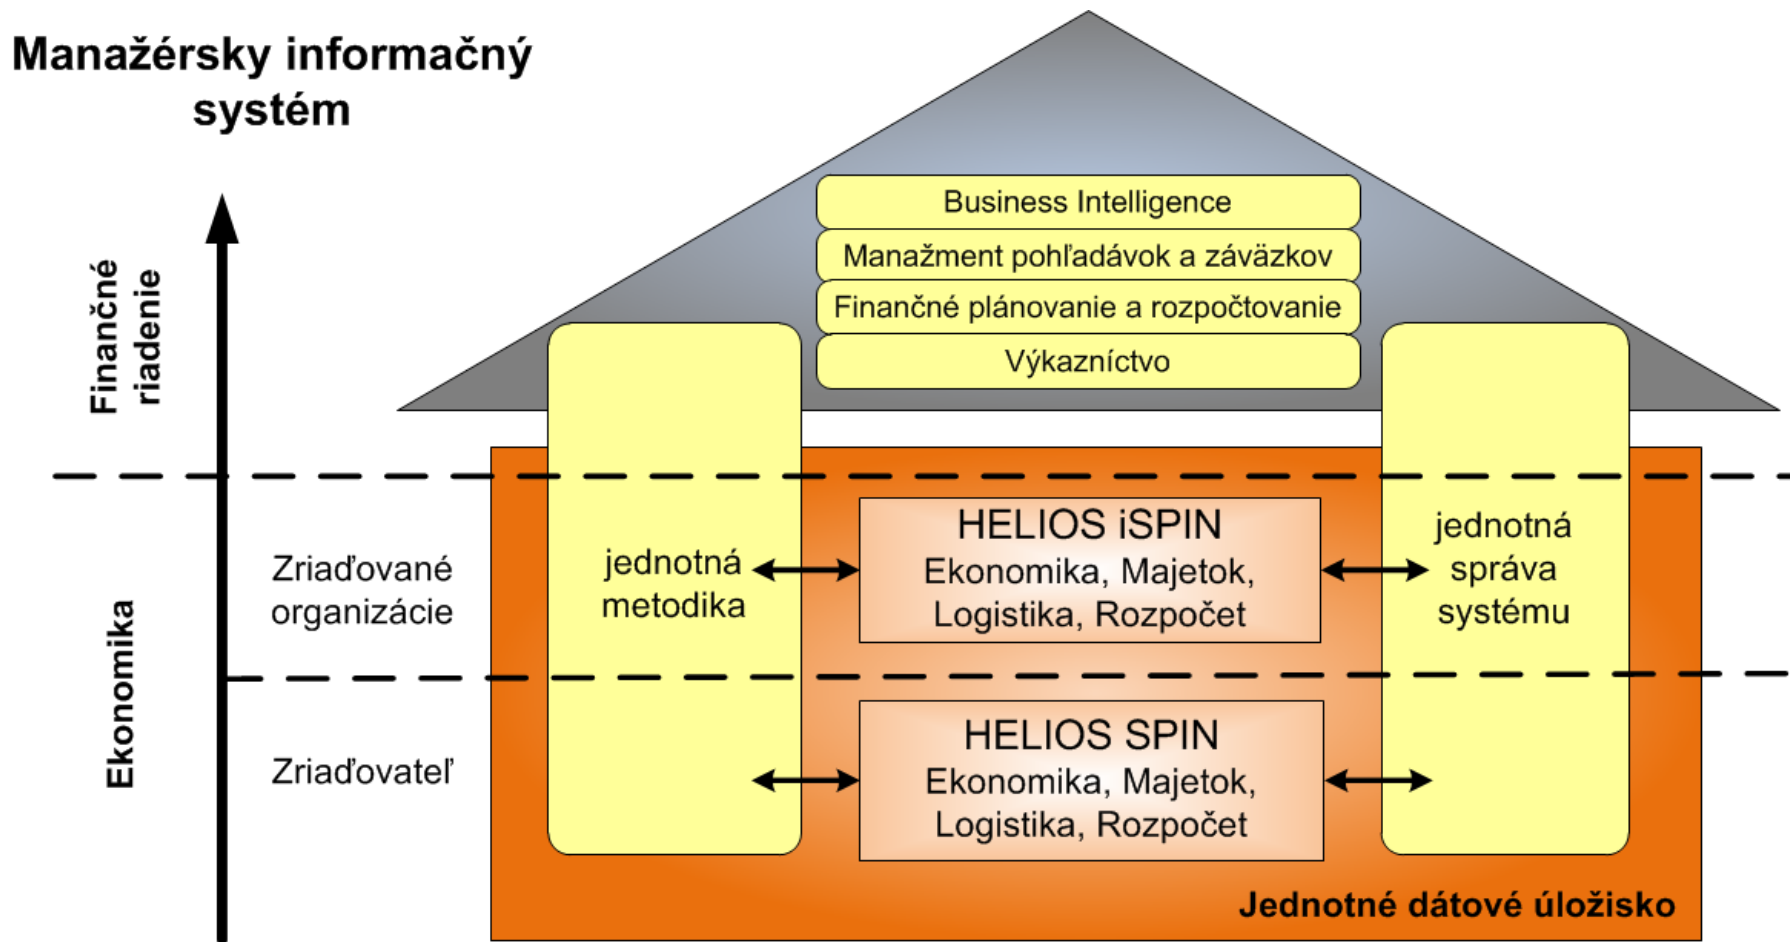 Manažérsky informačný
systém
Finančné
riadenie
Business Intelligence
Manažment pohľadávok a záväzkov
Finančné plánovanie a rozpočtovanie
Výkazníctvo
Ekonomika
Zriaďované
organizácie
jednotná
metodika
HELIOS iSPIN
Ekonomika, Majetok,
Logistika, Rozpočet
jednotná
správa
systému
Zriaďovateľ
HELIOS SPIN
Ekonomika, Majetok,
Logistika, Rozpočet
Jednotné dátové úložisko